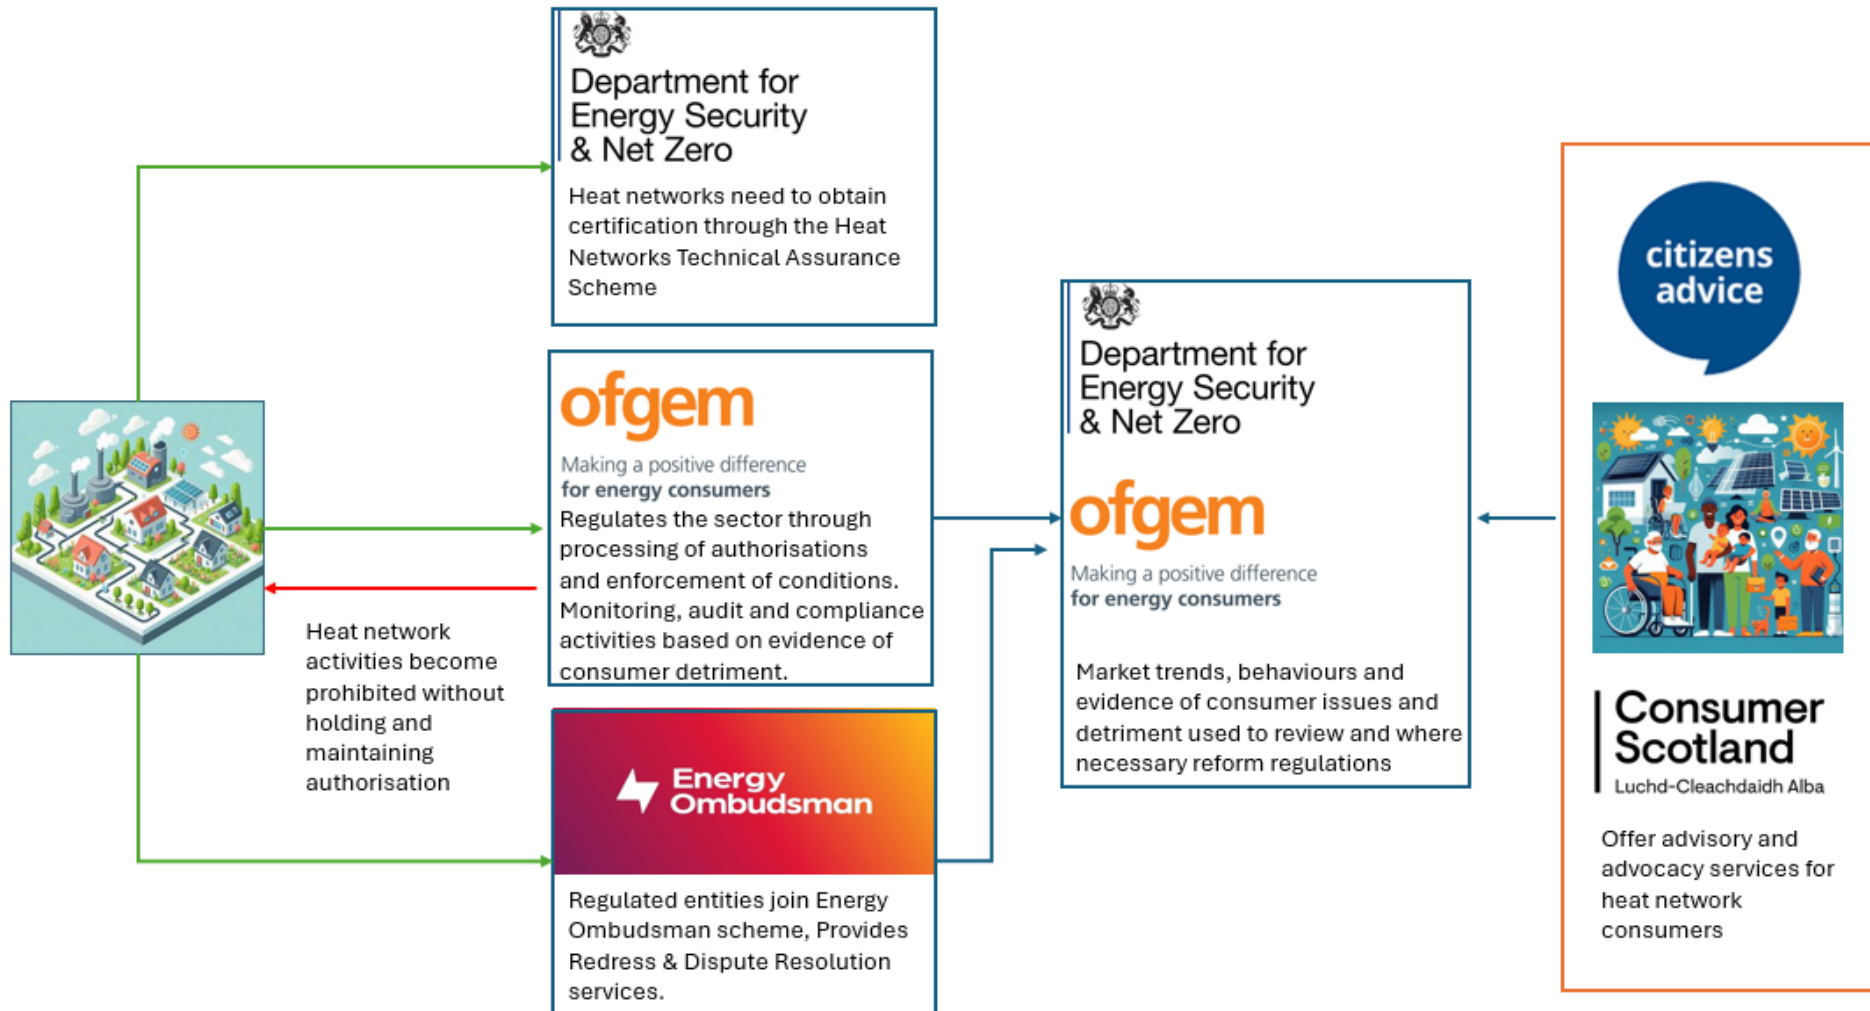 Department for
Energy Security
& Net Zero
Heat networks need to obtain
certification through the Heat
Networks Technical Assurance
Scheme
ofgem
Making a positive difference
for energy consumers
Regulates the sector through
processing of authorisations
and enforcement of conditions.
Monitoring, audit and compliance
activities based on evidence of
consumer detriment.
Heat network
activities become
prohibited without
holding and
maintaining
authorisation
Energy
Ombudsman
Regulated entities join Energy
Ombudsman scheme, Provides
Redress & Dispute Resolution
services.
Department for
Energy Security
& Net Zero
ofgem
Making a positive difference
for energy consumers
Market trends, behaviours and
evidence of consumer issues and
detriment used to review and where
necessary reform regulations
citizens
advice
Consumer
Scotland
Luchd-Cleachdaidh Alba
Offer advisory and
advocacy services for
heat network
consumers